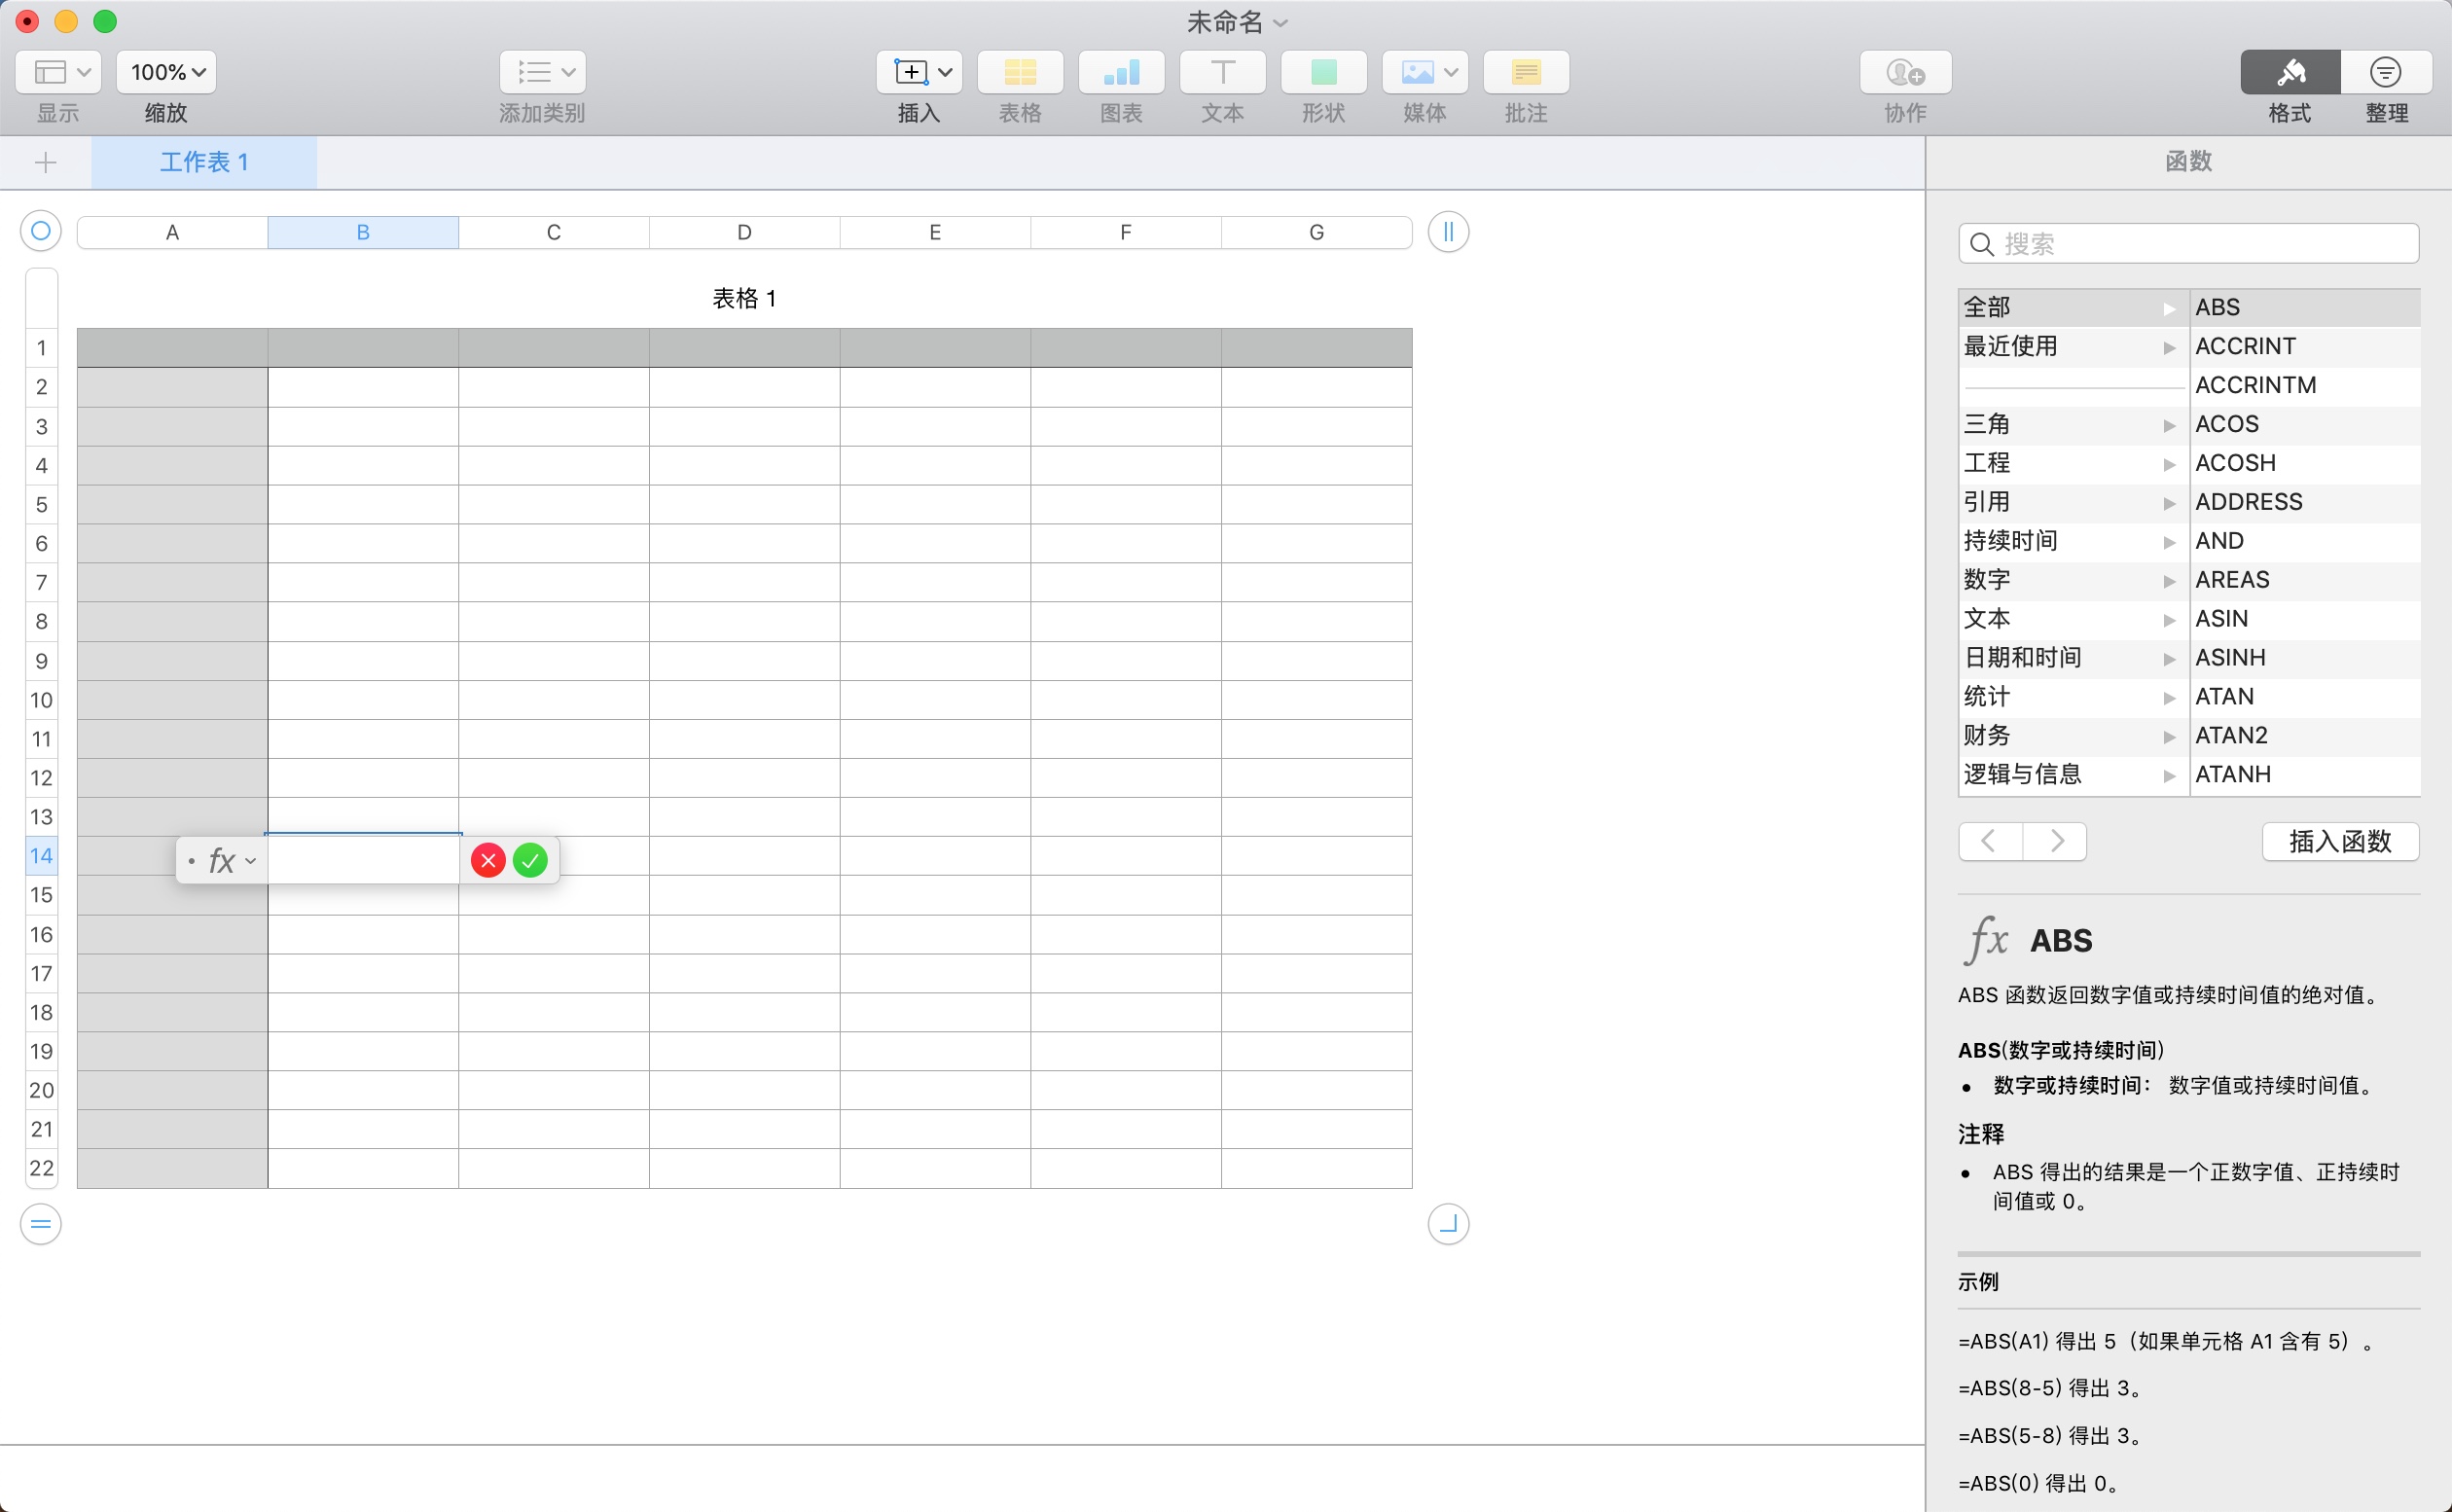 未命名
100%
显示
缩放
添加类别
插入
表格
图表
文本
形状
媒体
批注
协作
格式
整理
工作表 1
函数
A B C D E F G
表格 1
1
2
3
4
5
6
7
8
9
10
11
12
13
14
15
16
17
18
19
20
21
22
fx
搜索
全部 ABS
最近使用 ACCRINT
ACCRINTM
三角 ACOS
工程 ACOSH
引用 ADDRESS
持续时间 AND
数字 AREAS
文本 ASIN
日期和时间 ASINH
统计 ATAN
财务 ATAN2
逻辑与信息 ATANH
插入函数
fx ABS
ABS 函数返回数字值或持续时间值的绝对值。
ABS(数字或持续时间)
• 数字或持续时间： 数字值或持续时间值。
注释
• ABS 得出的结果是一个正数字值、正持续时
间值或 0。
示例
=ABS(A1) 得出 5（如果单元格 A1 含有 5）。
=ABS(8-5) 得出 3。
=ABS(5-8) 得出 3。
=ABS(0) 得出 0。